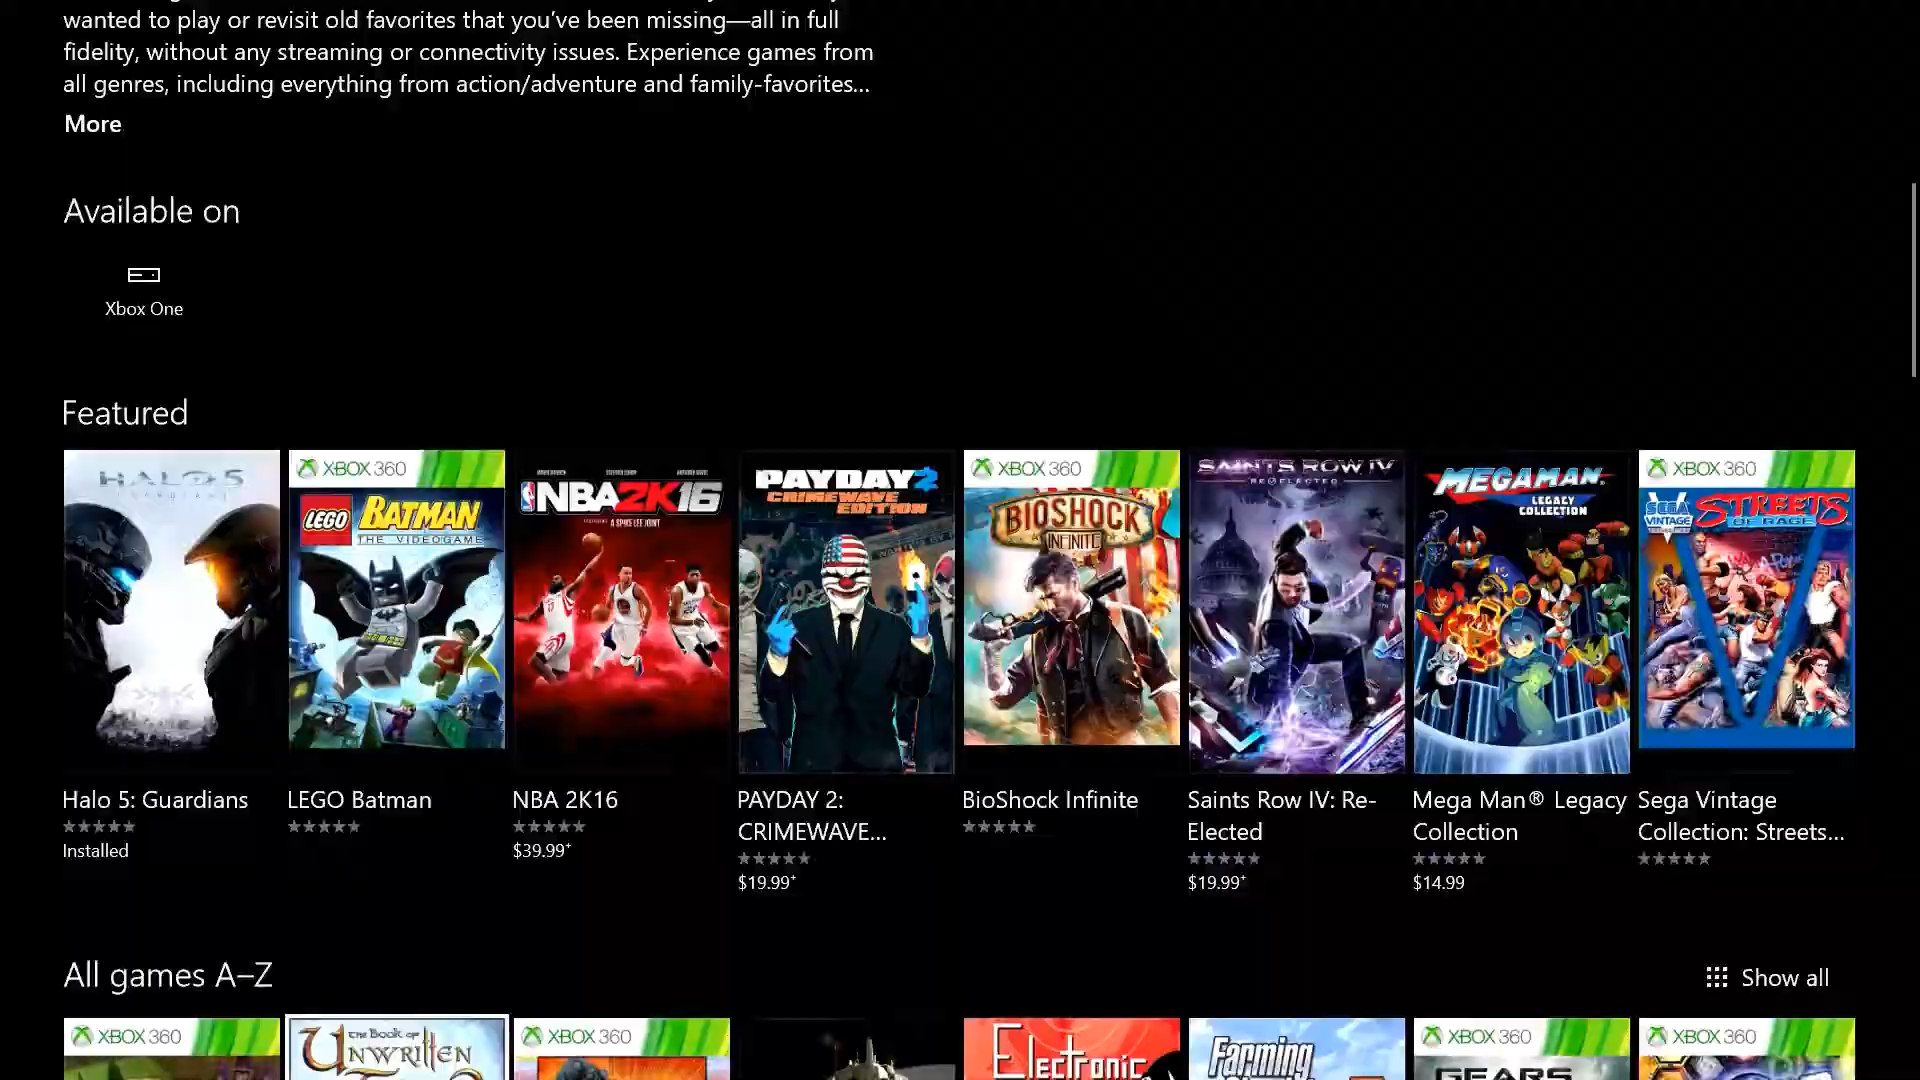 wanted to play or revisit old favorites that you've been missing—all in full
fidelity, without any streaming or connectivity issues. Experience games from
all genres, including everything from action/adventure and family-favorites...
More
Available on
Xbox One
Featured
HALO 5
GUARDIANS
XBOX 360
LEGO BATMAN
THE VIDEOGAME
NBA2K16
A SPIKE LEE JOINT
PAYDAY 2
CRIMEWAVE
EDITION
XBOX 360
BIOSHOCK
INFINITE
SAINTS ROW IV
RE-ELECTED
MEGAMAN
LEGACY
COLLECTION
XBOX 360
SEGA
VINTAGE
STREETS
OF RAGE
Halo 5: Guardians
Installed
LEGO Batman
NBA 2K16
$39.99+
PAYDAY 2:
CRIMEWAVE...
$19.99+
BioShock Infinite
Saints Row IV: Re-
Elected
$19.99+
Mega Man® Legacy
Collection
$14.99
Sega Vintage
Collection: Streets...
All games A–Z
Show all
XBOX 360
THE BOOK OF
UNWRITTEN
XBOX 360
Electronic
Farming
XBOX 360
GEARS
XBOX 360